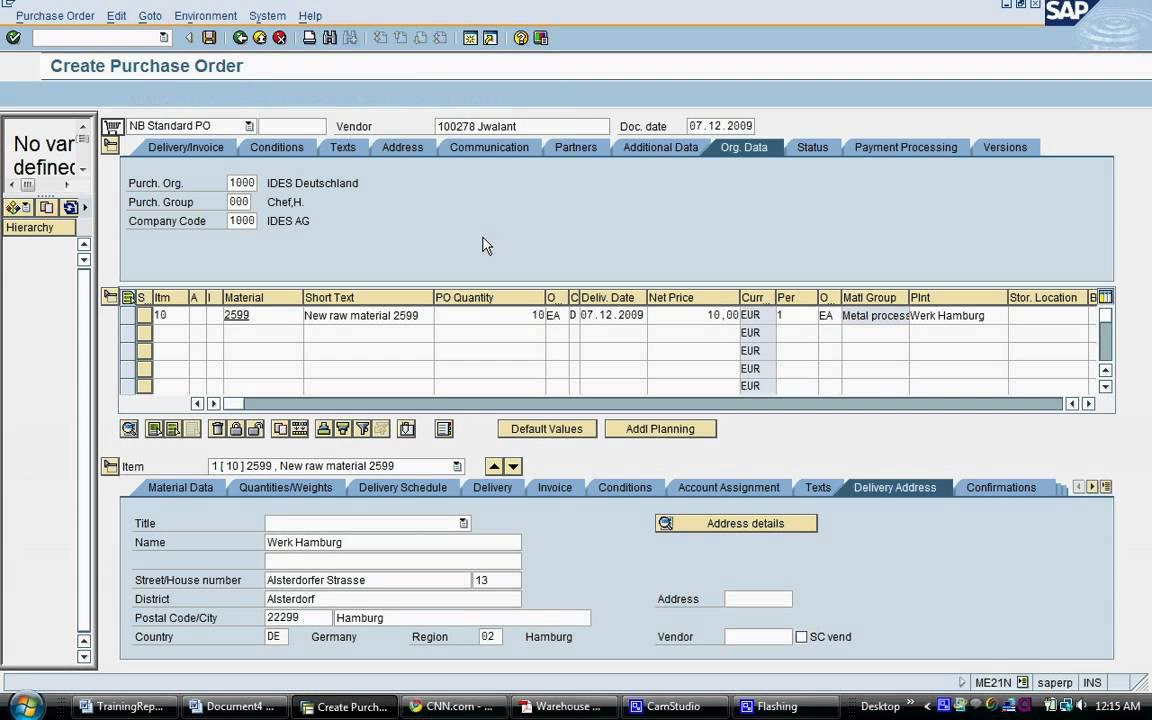 Purchase Order Edit Goto Environment System Help
SAP
Create Purchase Order
No var
defined
Hierarchy
NB Standard PO Vendor 100278 Jwalant Doc. date 07.12.2009
Delivery/Invoice Conditions Texts Address Communication Partners Additional Data Org. Data Status Payment Processing Versions
Purch. Org. 1000 IDES Deutschland
Purch. Group 000 Chef,H.
Company Code 1000 IDES AG
S.. Itm A I Material Short Text PO Quantity O... C Deliv. Date Net Price Curr... Per O... Matl Group Plnt Stor. Location B
10 2599 New raw material 2599 10 EA D 07.12.2009 10,00 EUR 1 EA Metal process Werk Hamburg
EUR
EUR
EUR
EUR
Default Values Addl Planning
Item 1 [ 10 ] 2599 , New raw material 2599
Material Data Quantities/Weights Delivery Schedule Delivery Invoice Conditions Account Assignment Texts Delivery Address Confirmations
Title Address details
Name Werk Hamburg
Street/House number Alsterdorfer Strasse 13
District Alsterdorf Address
Postal Code/City 22299 Hamburg
Country DE Germany Region 02 Hamburg Vendor SC vend
ME21N saperp INS
TrainingRep... Document4 ... Create Purch... CNN.com - ... Warehouse ... CamStudio Flashing Desktop 12:15 AM